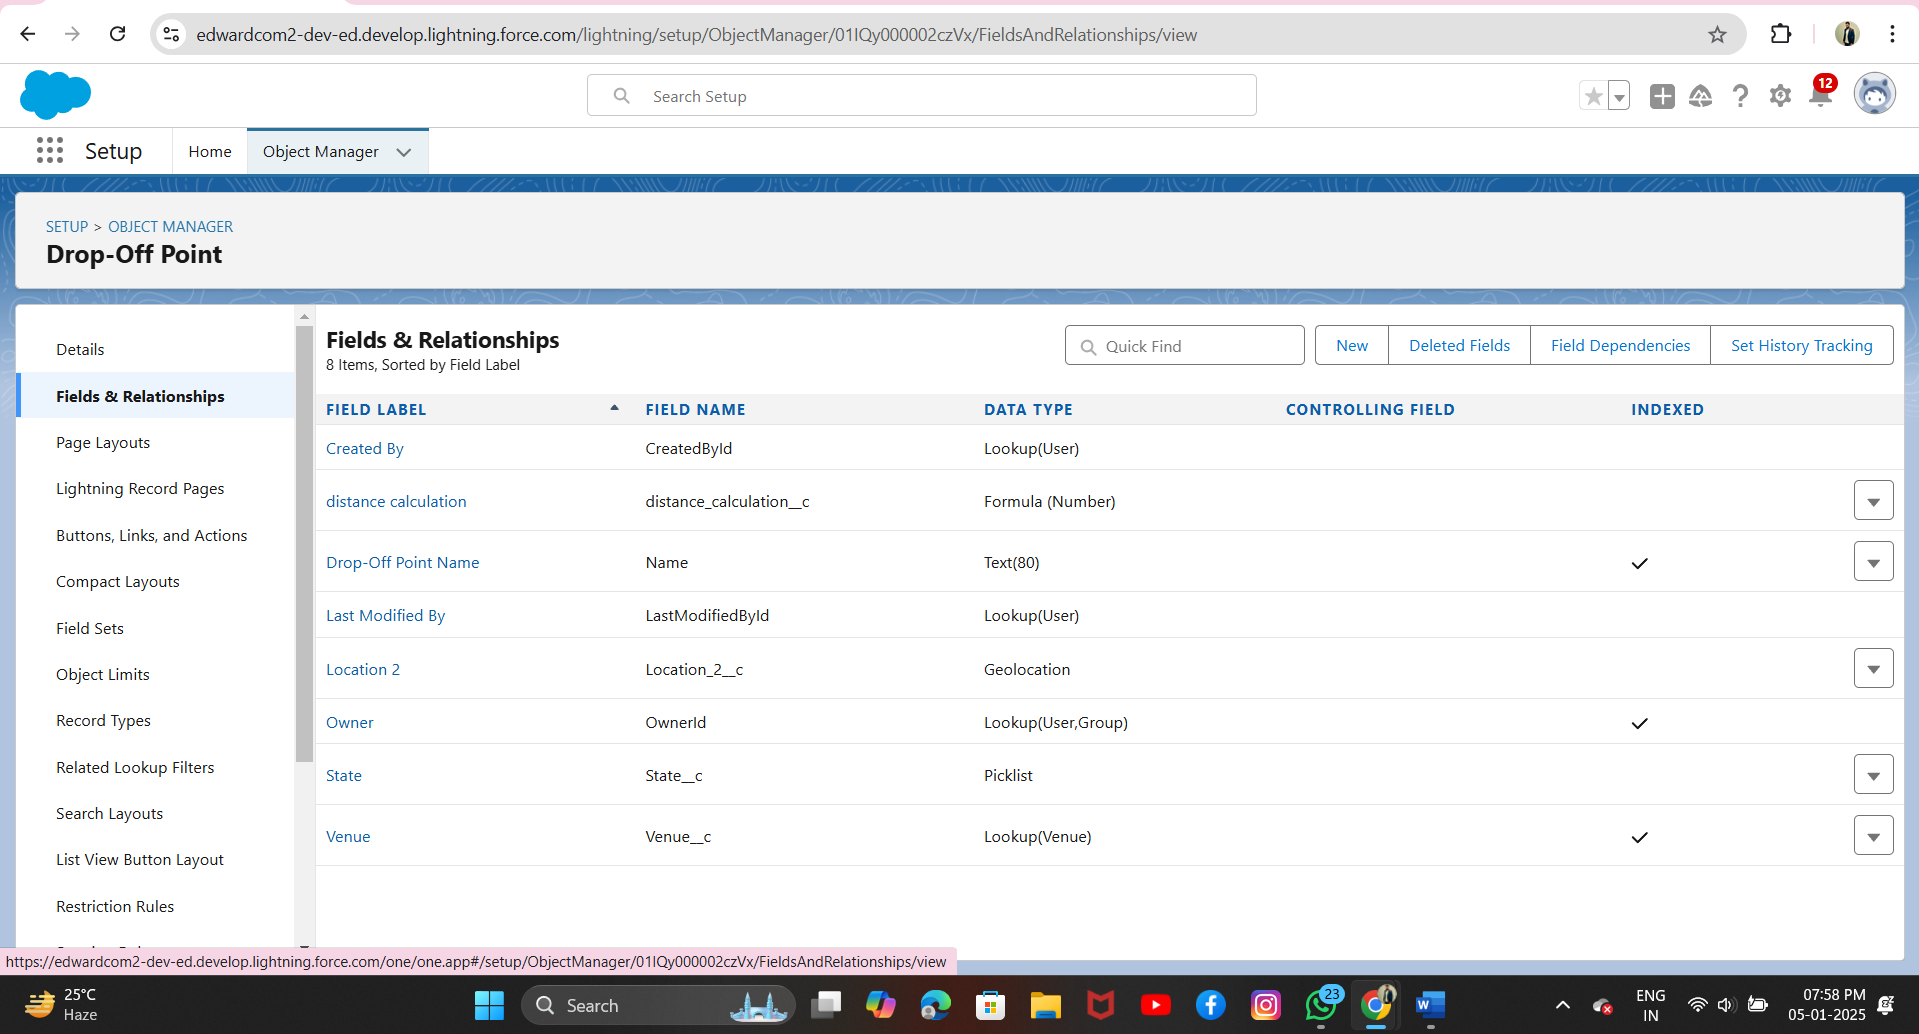 edwardcom2-dev-ed.develop.lightning.force.com/lightning/setup/ObjectManager/01IQy000002czVx/FieldsAndRelationships/view
Search Setup
12
Setup
Home
Object Manager
SETUP > OBJECT MANAGER
Drop-Off Point
Details
Fields & Relationships
Page Layouts
Lightning Record Pages
Buttons, Links, and Actions
Compact Layouts
Field Sets
Object Limits
Record Types
Related Lookup Filters
Search Layouts
List View Button Layout
Restriction Rules
Fields & Relationships
8 Items, Sorted by Field Label
Quick Find
New
Deleted Fields
Field Dependencies
Set History Tracking
FIELD LABEL FIELD NAME DATA TYPE CONTROLLING FIELD INDEXED
Created By CreatedById Lookup(User)
distance calculation distance_calculation__c Formula (Number)
Drop-Off Point Name Name Text(80)
Last Modified By LastModifiedById Lookup(User)
Location 2 Location_2__c Geolocation
Owner OwnerId Lookup(User,Group)
State State__c Picklist
Venue Venue__c Lookup(Venue)
https://edwardcom2-dev-ed.develop.lightning.force.com/one/one.app#/setup/ObjectManager/01IQy000002czVx/FieldsAndRelationships/view
25°C
Haze
Search
23
W
ENG
IN
07:58 PM
05-01-2025